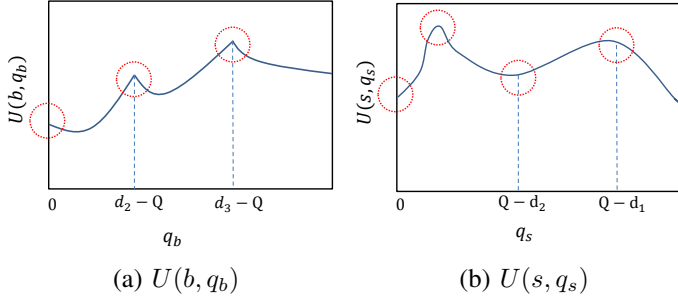 U(b, q_b)
0
d_2 − Q
d_3 − Q
q_b
(a) U(b, q_b)
U(s, q_s)
0
Q − d_2
Q − d_1
q_s
(b) U(s, q_s)